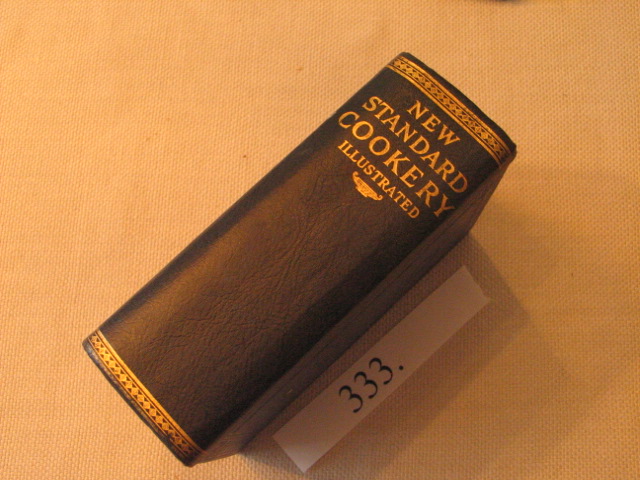 NEW
STANDARD
COOKERY
ILLUSTRATED
333.